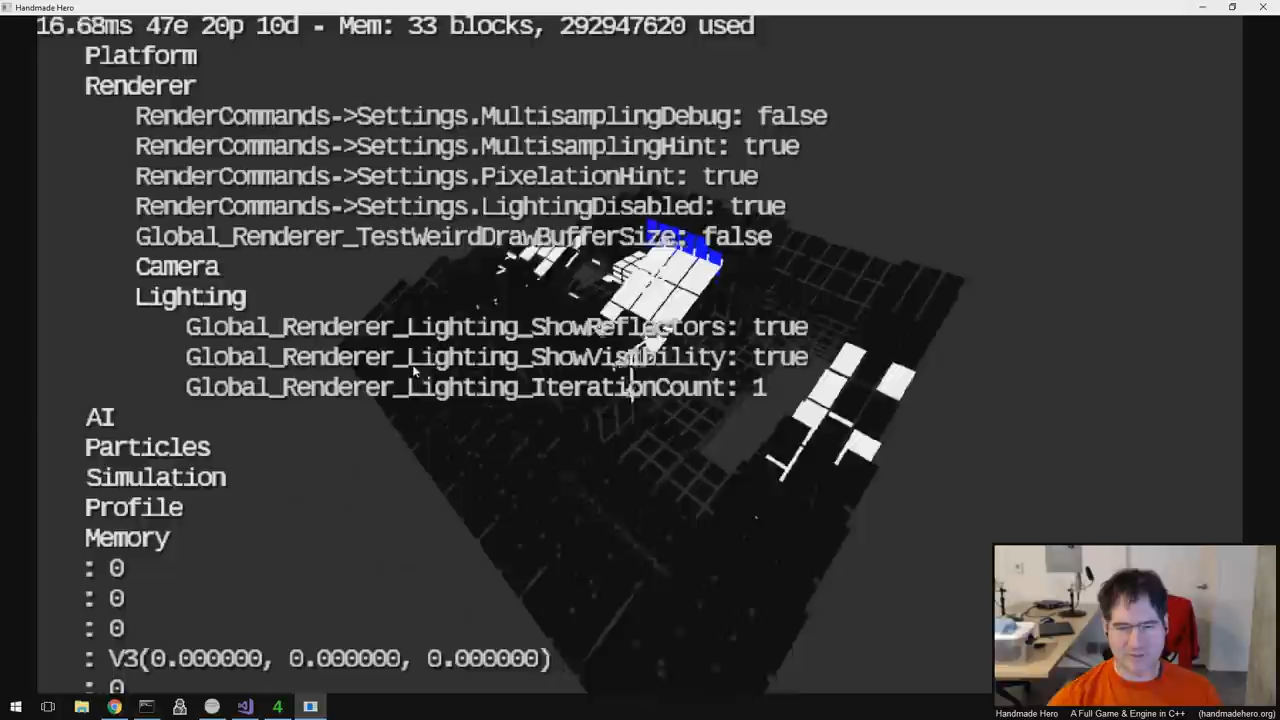 Handmade Hero
16.68ms 47e 20p 10d - Mem: 33 blocks, 292947620 used
Platform
Renderer
RenderCommands->Settings.MultisamplingDebug: false
RenderCommands->Settings.MultisamplingHint: true
RenderCommands->Settings.PixelationHint: true
RenderCommands->Settings.LightingDisabled: true
Global_Renderer_TestWeirdDrawBufferSize: false
Camera
Lighting
Global_Renderer_Lighting_ShowReflectors: true
Global_Renderer_Lighting_ShowVisibility: true
Global_Renderer_Lighting_IterationCount: 1
AI
Particles
Simulation
Profile
Memory
: 0
: 0
: 0
: V3(0.000000, 0.000000, 0.000000)
: 0
4
Handmade Hero A Full Game & Engine in C++ (handmadehero.org)